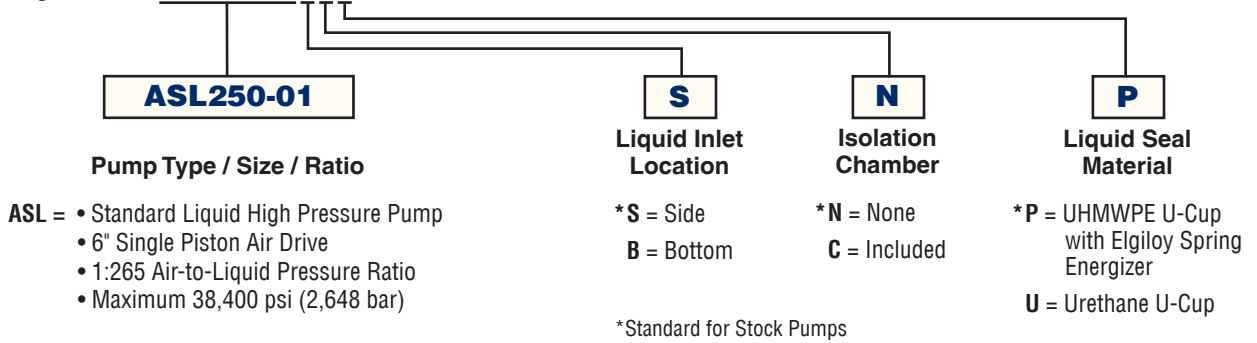 ASL250-01
S
N
P
Pump Type / Size / Ratio
Liquid Inlet
Location
Isolation
Chamber
Liquid Seal
Material
ASL = • Standard Liquid High Pressure Pump
• 6" Single Piston Air Drive
• 1:265 Air-to-Liquid Pressure Ratio
• Maximum 38,400 psi (2,648 bar)
*S = Side
B = Bottom
*N = None
C = Included
*P = UHMWPE U-Cup
with Elgiloy Spring
Energizer
U = Urethane U-Cup
*Standard for Stock Pumps